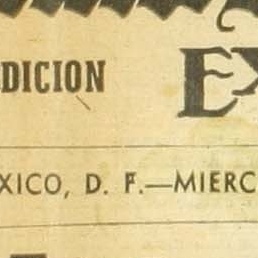 DICION EX
XICO, D. F.—MIERC